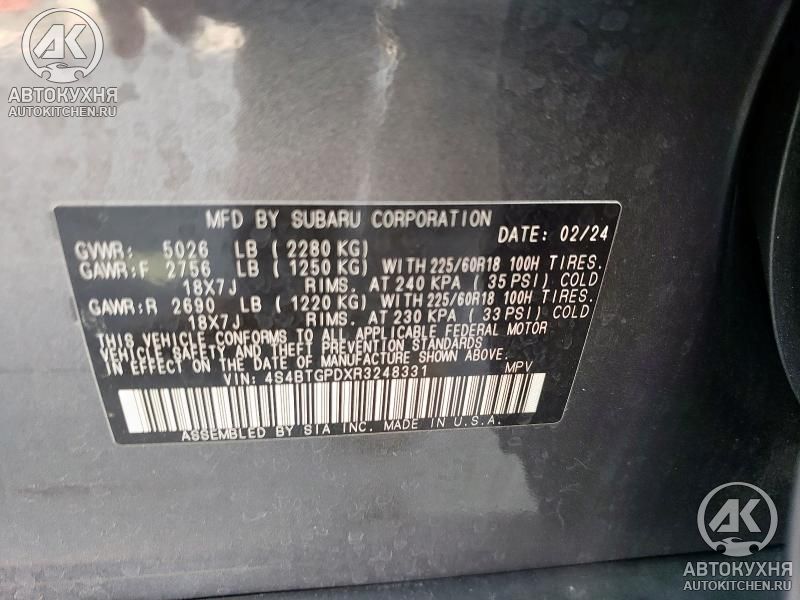 AK
АВТОКУХНЯ
AUTOKITCHEN.RU
MFD BY SUBARU CORPORATION
DATE: 02/24
GVWR: 5026 LB ( 2280 KG)
GAWR:F 2756 LB ( 1250 KG) WITH 225/60R18 100H TIRES.
18X7J RIMS. AT 240 KPA ( 35 PSI) COLD
GAWR:R 2690 LB ( 1220 KG) WITH 225/60R18 100H TIRES.
18X7J RIMS. AT 230 KPA ( 33 PSI) COLD
THIS VEHICLE CONFORMS TO ALL APPLICABLE FEDERAL MOTOR
VEHICLE SAFETY AND THEFT PREVENTION STANDARDS
IN EFFECT ON THE DATE OF MANUFACTURE SHOWN ABOVE.
VIN: 4S4BTGPDXR3248331 MPV
ASSEMBLED BY SIA INC. MADE IN U.S.A.
AK
АВТОКУХНЯ
AUTOKITCHEN.RU